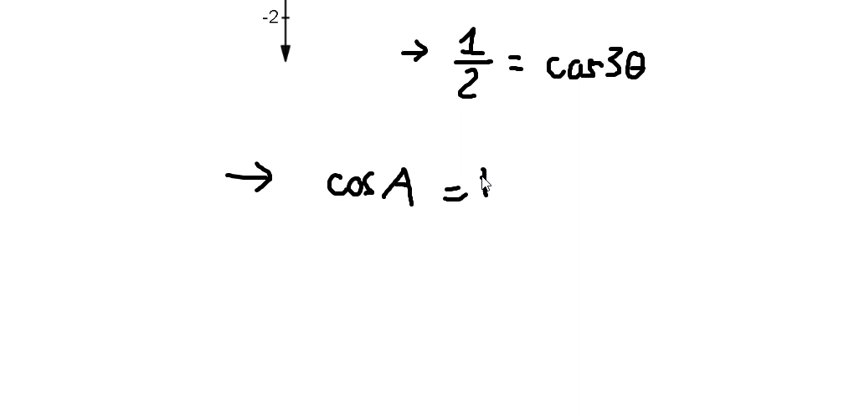 -2
→ 1/2 = cos3θ
→ cosA =